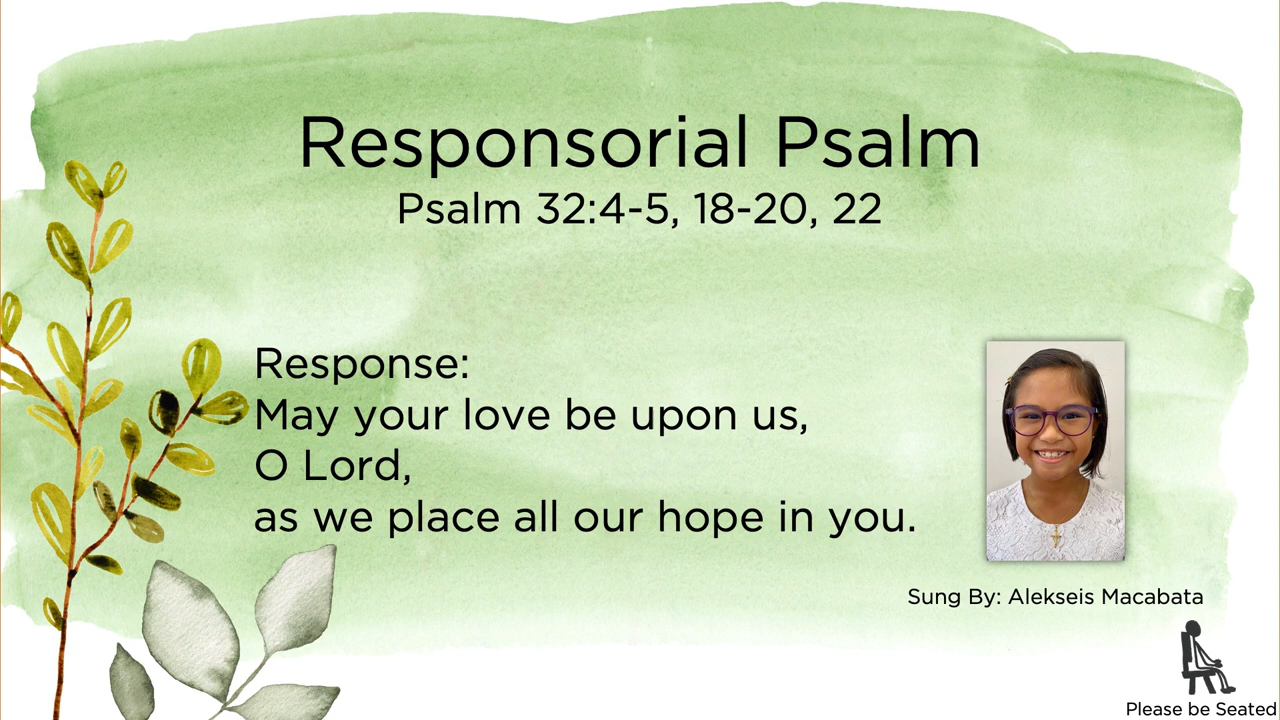 Responsorial Psalm
Psalm 32:4-5, 18-20, 22
Response:
May your love be upon us,
O Lord,
as we place all our hope in you.
Sung By: Alekseis Macabata
Please be Seated